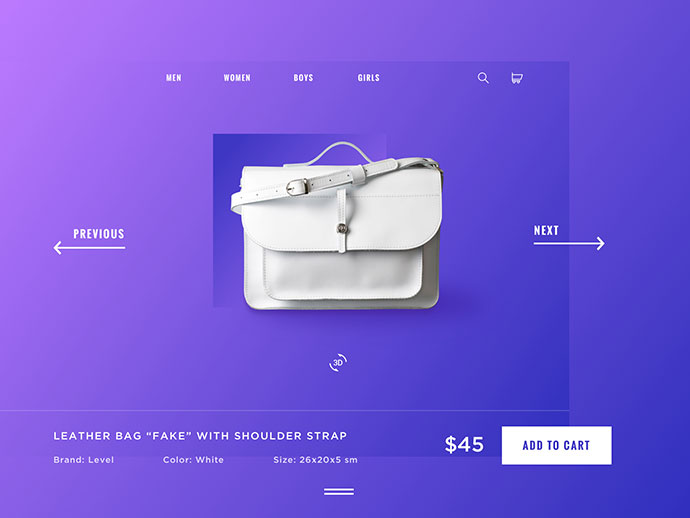 MEN WOMEN BOYS GIRLS
PREVIOUS
NEXT
3D
LEATHER BAG “FAKE” WITH SHOULDER STRAP
Brand: Level Color: White Size: 26x20x5 sm
$45
ADD TO CART